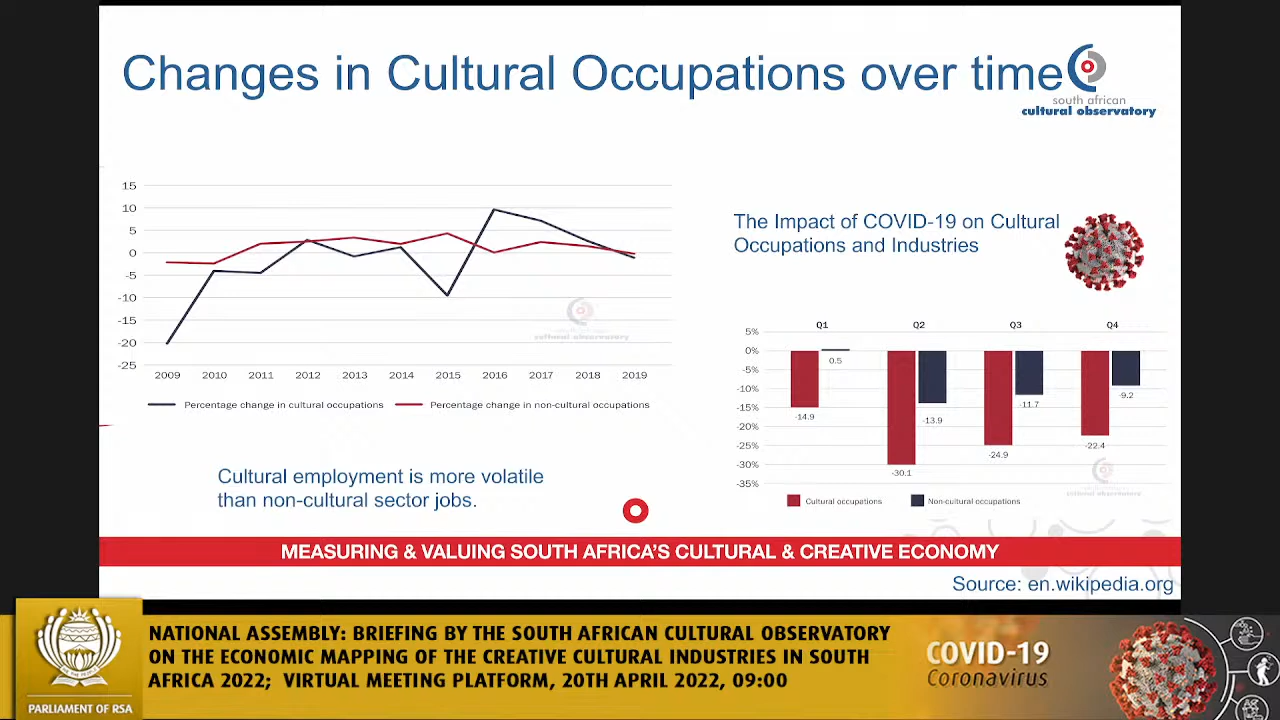 Changes in Cultural Occupations over time
south african
cultural observatory
15
10
5
0
-5
-10
-15
-20
-25
2009 2010 2011 2012 2013 2014 2015 2016 2017 2018 2019
Percentage change in cultural occupations
Percentage change in non-cultural occupations
cultural observatory
Cultural employment is more volatile
than non-cultural sector jobs.
The Impact of COVID-19 on Cultural
Occupations and Industries
Q1 Q2 Q3 Q4
5%
0%
-5%
-10%
-15%
-20%
-25%
-30%
-35%
0.5
-14.9
-13.9
-30.1
-11.7
-24.9
-9.2
-22.4
cultural observatory
Cultural occupations
Non-cultural occupations
MEASURING & VALUING SOUTH AFRICA'S CULTURAL & CREATIVE ECONOMY
Source: en.wikipedia.org
PARLIAMENT OF RSA
NATIONAL ASSEMBLY: BRIEFING BY THE SOUTH AFRICAN CULTURAL OBSERVATORY
ON THE ECONOMIC MAPPING OF THE CREATIVE CULTURAL INDUSTRIES IN SOUTH
AFRICA 2022; VIRTUAL MEETING PLATFORM, 20TH APRIL 2022, 09:00
COVID-19
Coronavirus